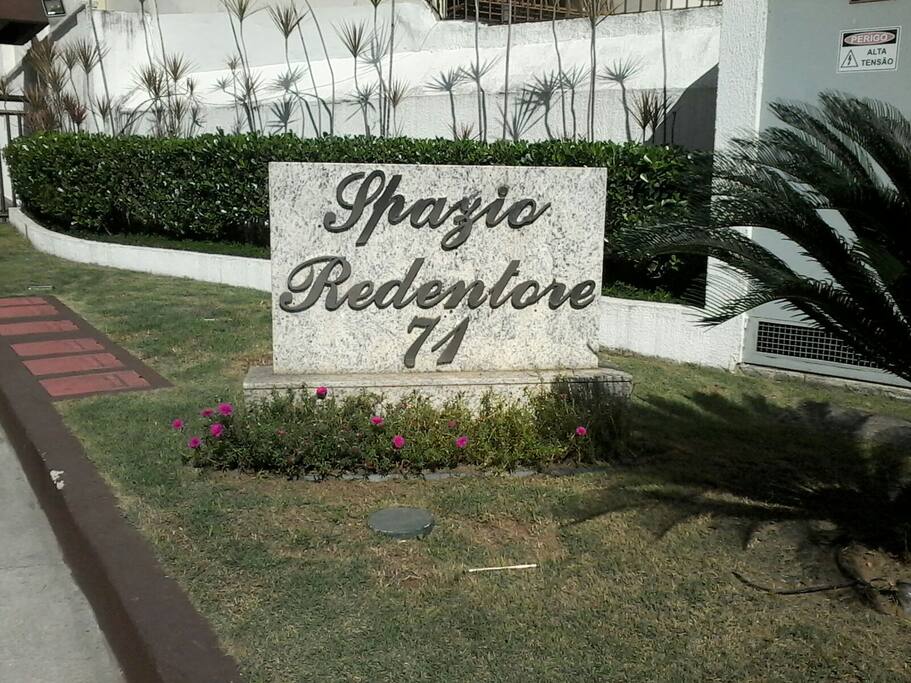 Spazio
Redentore
71
PERIGO
ALTA
TENSÃO